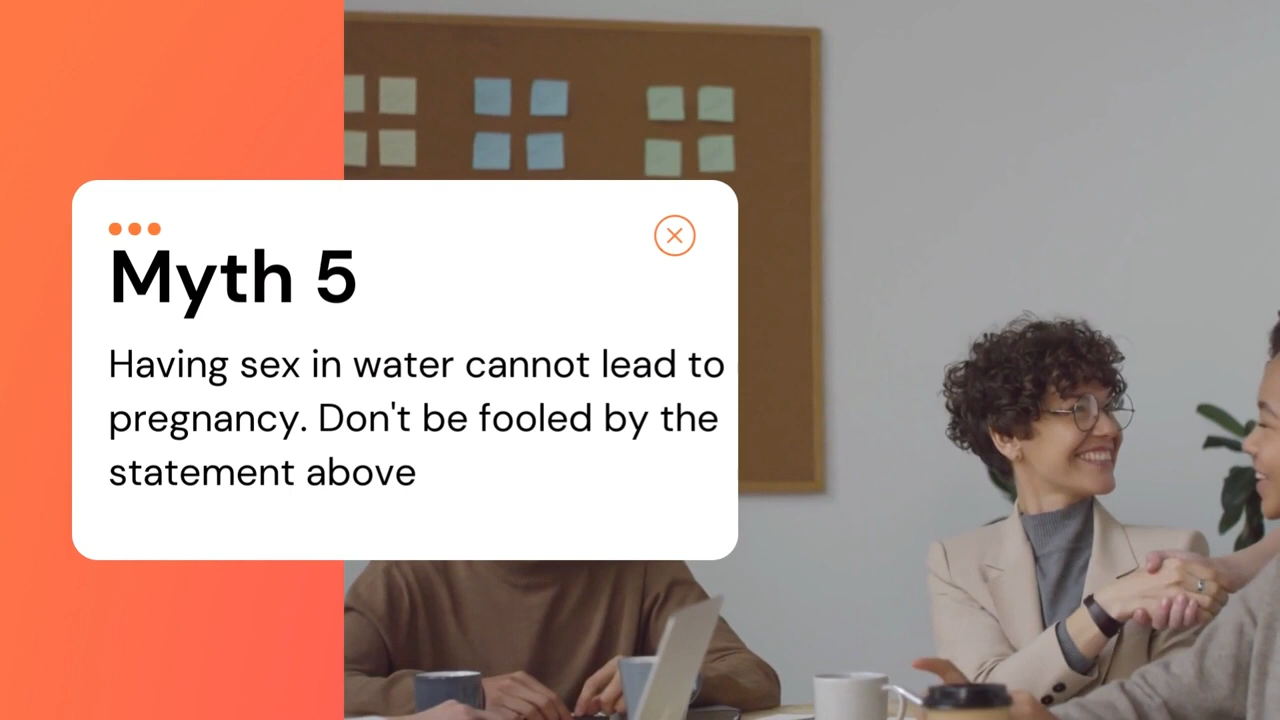 Myth 5
Having sex in water cannot lead to
pregnancy. Don't be fooled by the
statement above